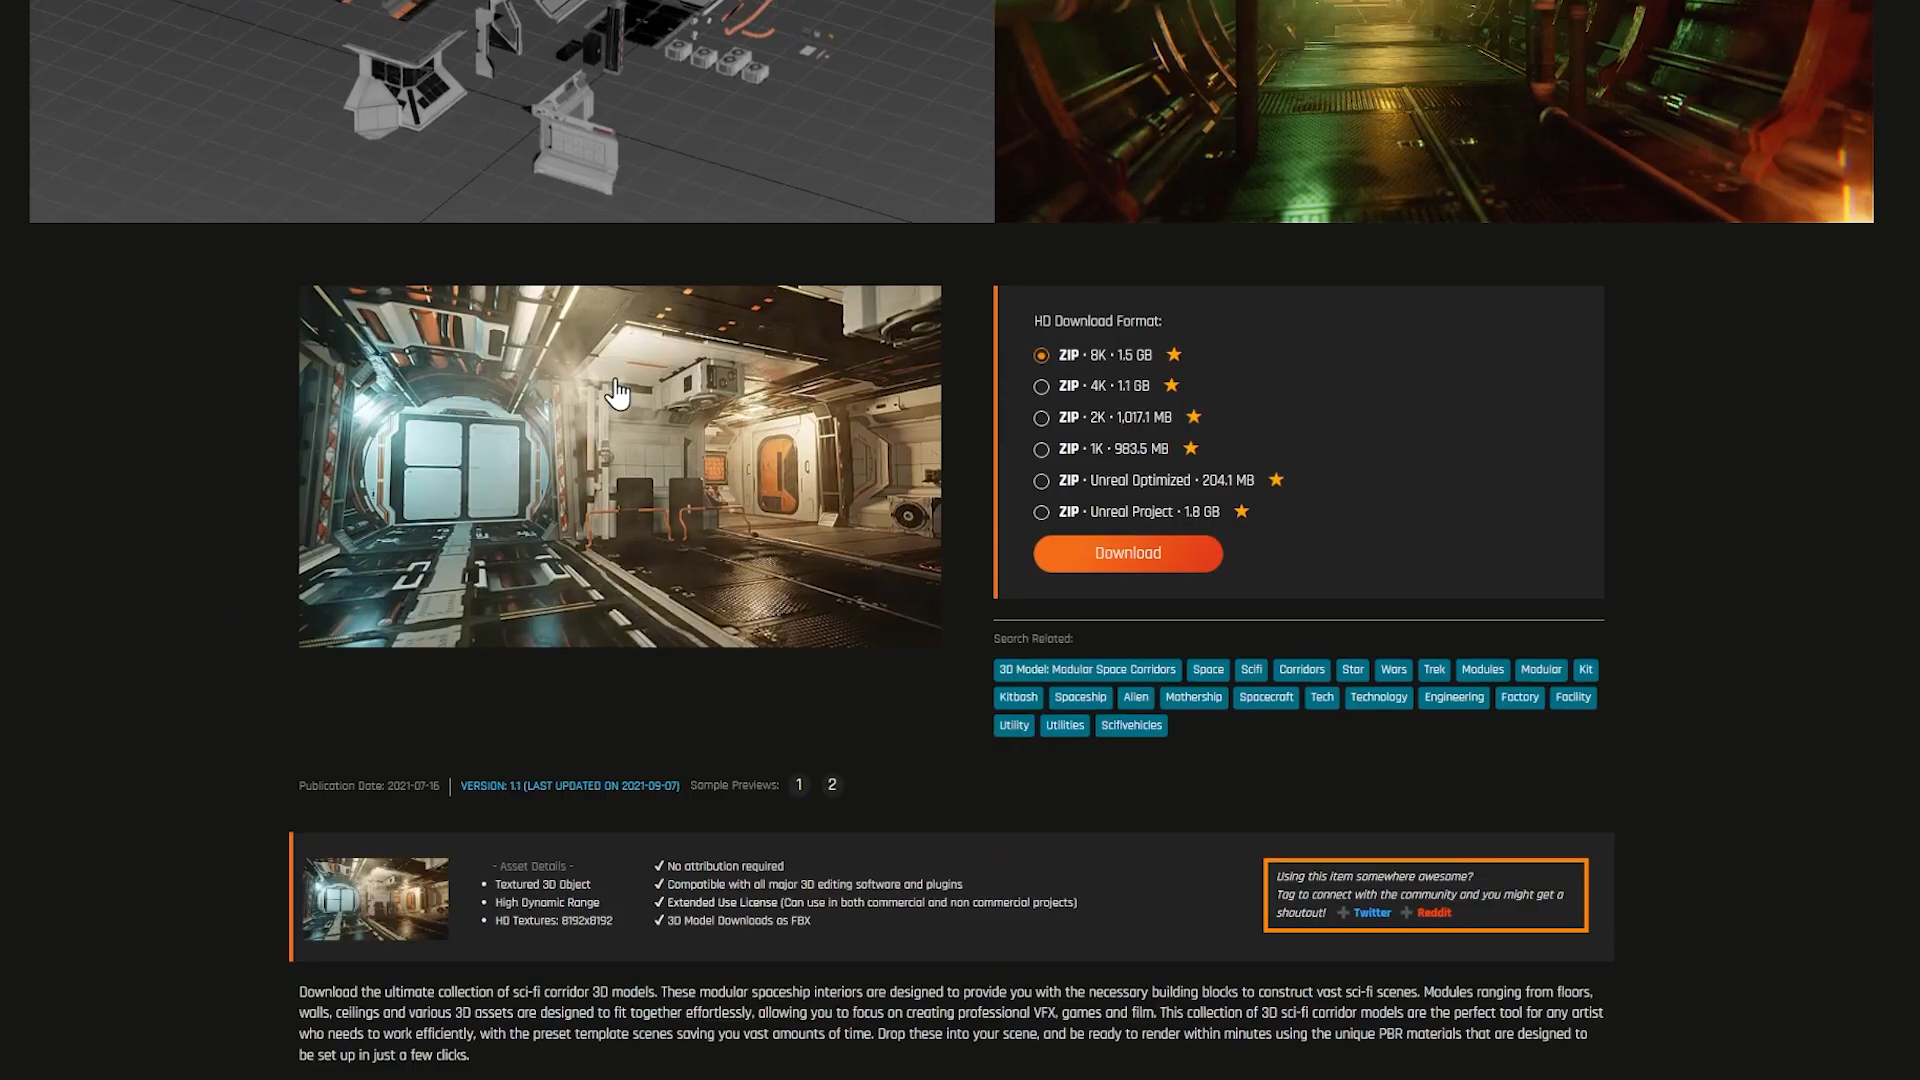 HD Download Format:
ZIP • 8K • 1.5 GB
ZIP • 4K • 1.1 GB
ZIP • 2K • 1,017.1 MB
ZIP • 1K • 983.5 MB
ZIP • Unreal Optimized • 204.1 MB
ZIP • Unreal Project • 1.8 GB
Download
Search Related:
3D Model: Modular Space Corridors Space Scifi Corridors Star Wars Trek Modules Modular Kit
Kitbash Spaceship Alien Mothership Spacecraft Tech Technology Engineering Factory Facility
Utility Utilities Scifivehicles
Publication Date: 2021-07-16 | VERSION: 1.1 (LAST UPDATED ON 2021-09-07) Sample Previews: 1 2
- Asset Details -
• Textured 3D Object
• High Dynamic Range
• HD Textures: 8192x8192
✓ No attribution required
✓ Compatible with all major 3D editing software and plugins
✓ Extended Use License (Can use in both commercial and non commercial projects)
✓ 3D Model Downloads as FBX
Using this item somewhere awesome?
Tag to connect with the community and you might get a
shoutout! Twitter Reddit
Download the ultimate collection of sci-fi corridor 3D models. These modular spaceship interiors are designed to provide you with the necessary building blocks to construct vast sci-fi scenes. Modules ranging from floors,
walls, ceilings and various 3D assets are designed to fit together effortlessly, allowing you to focus on creating professional VFX, games and film. This collection of 3D sci-fi corridor models are the perfect tool for any artist
who needs to work efficiently, with the preset template scenes saving you vast amounts of time. Drop these into your scene, and be ready to render within minutes using the unique PBR materials that are designed to
be set up in just a few clicks.